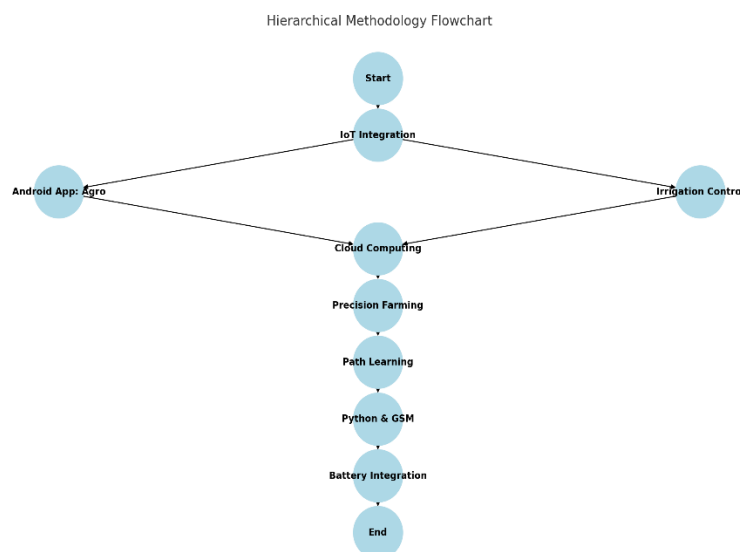 Hierarchical Methodology Flowchart
Start
IoT Integration
Android App: Agro
Irrigation Contro
Cloud Computing
Precision Farming
Path Learning
Python & GSM
Battery Integration
End